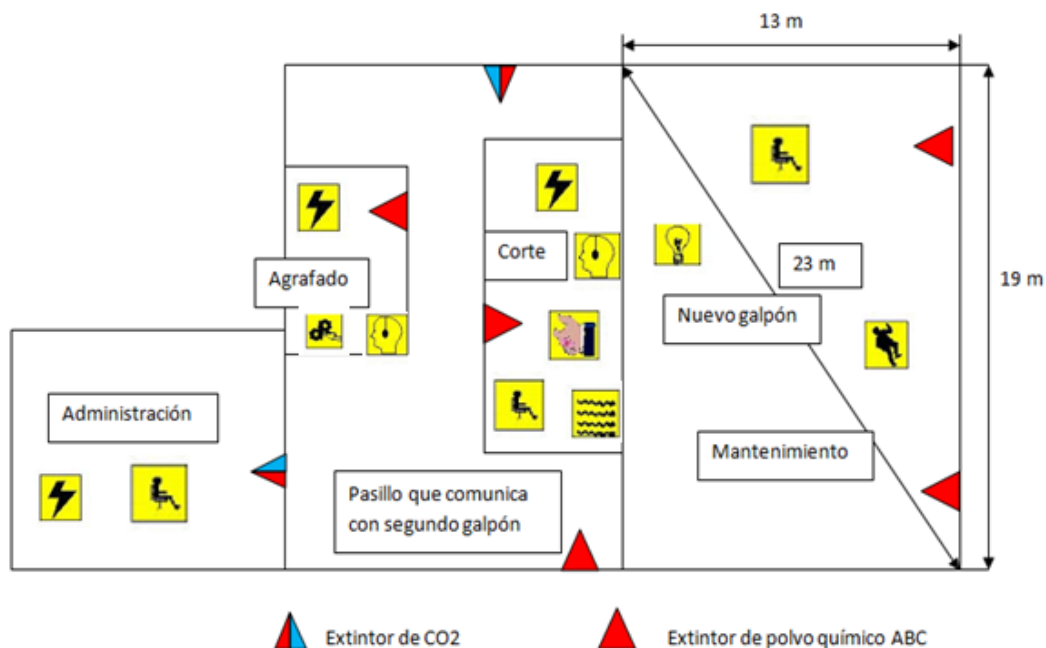 13 m
Agrafado
Corte
23 m
19 m
Nuevo galpón
Administración
Mantenimiento
Pasillo que comunica
con segundo galpón
Extintor de CO2
Extintor de polvo químico ABC